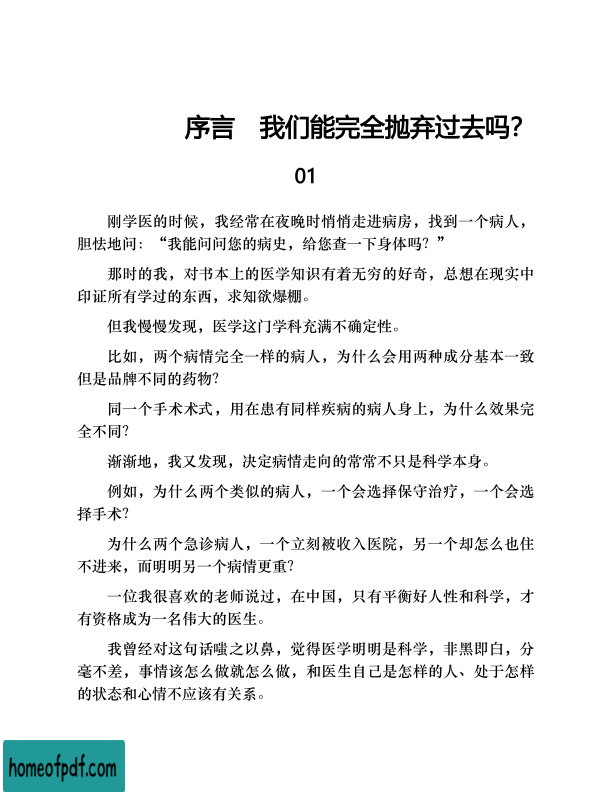 序言　我们能完全抛弃过去吗?
01
刚学医的时候，我经常在夜晚时悄悄走进病房，找到一个病人，
胆怯地问：“我能问问您的病史，给您查一下身体吗？”
那时的我，对书本上的医学知识有着无穷的好奇，总想在现实中
印证所有学过的东西，求知欲爆棚。
但我慢慢发现，医学这门学科充满不确定性。
比如，两个病情完全一样的病人，为什么会用两种成分基本一致
但是品牌不同的药物？
同一个手术术式，用在患有同样疾病的病人身上，为什么效果完
全不同？
渐渐地，我又发现，决定病情走向的常常不只是科学本身。
例如，为什么两个类似的病人，一个会选择保守治疗，一个会选
择手术？
为什么两个急诊病人，一个立刻被收入医院，另一个却怎么也住
不进来，而明明另一个病情更重？
一位我很喜欢的老师说过，在中国，只有平衡好人性和科学，才
有资格成为一名伟大的医生。
我曾经对这句话嗤之以鼻，觉得医学明明是科学，非黑即白，分
毫不差，事情该怎么做就怎么做，和医生自己是怎样的人、处于怎样
的状态和心情不应该有关系。
homeofpdf.com